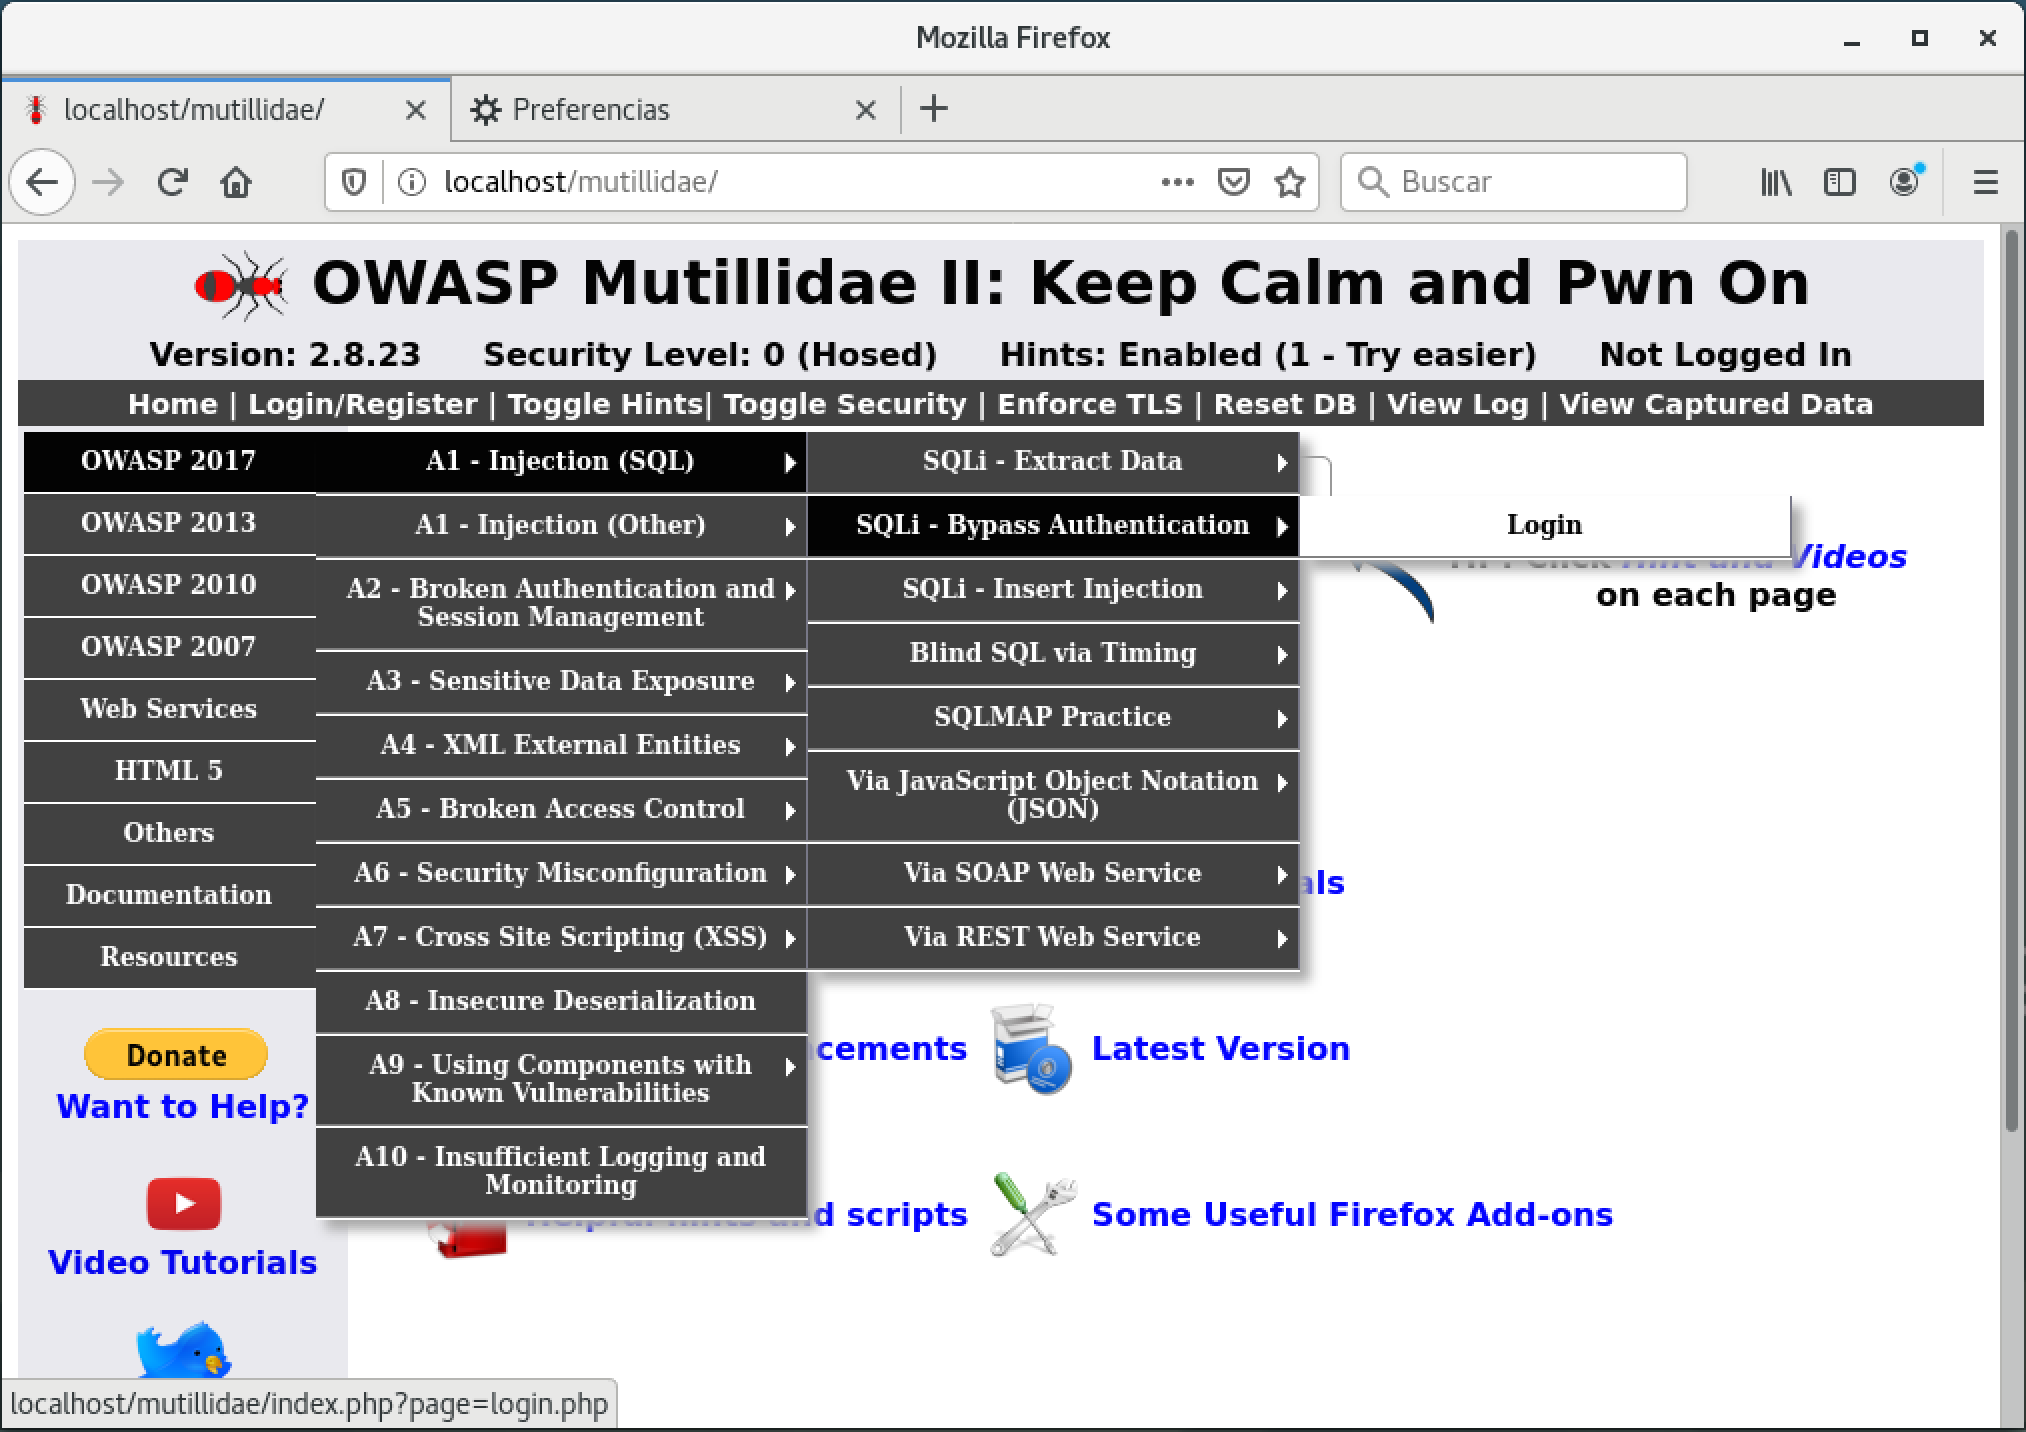 Mozilla Firefox
localhost/mutillidae/
Preferencias
localhost/mutillidae/
Buscar
OWASP Mutillidae II: Keep Calm and Pwn On
Version: 2.8.23 Security Level: 0 (Hosed) Hints: Enabled (1 - Try easier) Not Logged In
Home | Login/Register | Toggle Hints| Toggle Security | Enforce TLS | Reset DB | View Log | View Captured Data
OWASP 2017
OWASP 2013
OWASP 2010
OWASP 2007
Web Services
HTML 5
Others
Documentation
Resources
A1 - Injection (SQL)
A1 - Injection (Other)
A2 - Broken Authentication and
Session Management
A3 - Sensitive Data Exposure
A4 - XML External Entities
A5 - Broken Access Control
A6 - Security Misconfiguration
A7 - Cross Site Scripting (XSS)
A8 - Insecure Deserialization
A9 - Using Components with
Known Vulnerabilities
A10 - Insufficient Logging and
Monitoring
SQLi - Extract Data
SQLi - Bypass Authentication
SQLi - Insert Injection
Blind SQL via Timing
SQLMAP Practice
Via JavaScript Object Notation
(JSON)
Via SOAP Web Service
Via REST Web Service
Login
Videos
on each page
als
cements
Latest Version
d scripts
Some Useful Firefox Add-ons
Donate
Want to Help?
Video Tutorials
localhost/mutillidae/index.php?page=login.php